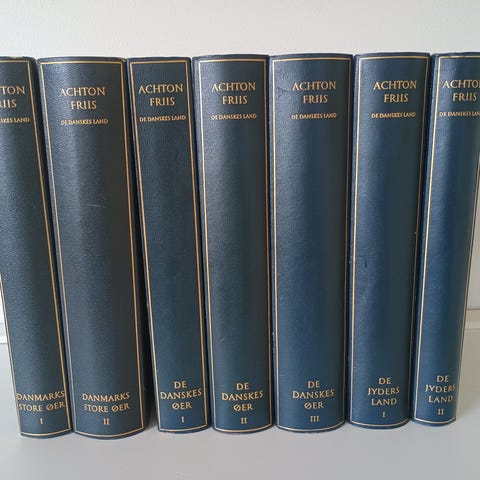 ACHTON
FRIIS
DE DANSKES LAND
DANMARKS
STORE ØER
I
ACHTON
FRIIS
DE DANSKES LAND
DANMARKS
STORE ØER
II
ACHTON
FRIIS
DE DANSKES LAND
DE
DANSKES
ØER
I
ACHTON
FRIIS
DE DANSKES LAND
DE
DANSKES
ØER
II
ACHTON
FRIIS
DE DANSKES LAND
DE
DANSKES
ØER
III
ACHTON
FRIIS
DE DANSKES LAND
DE
JYDERS
LAND
I
ACHTON
FRIIS
DE DANSKES LAND
DE
JYDERS
LAND
II